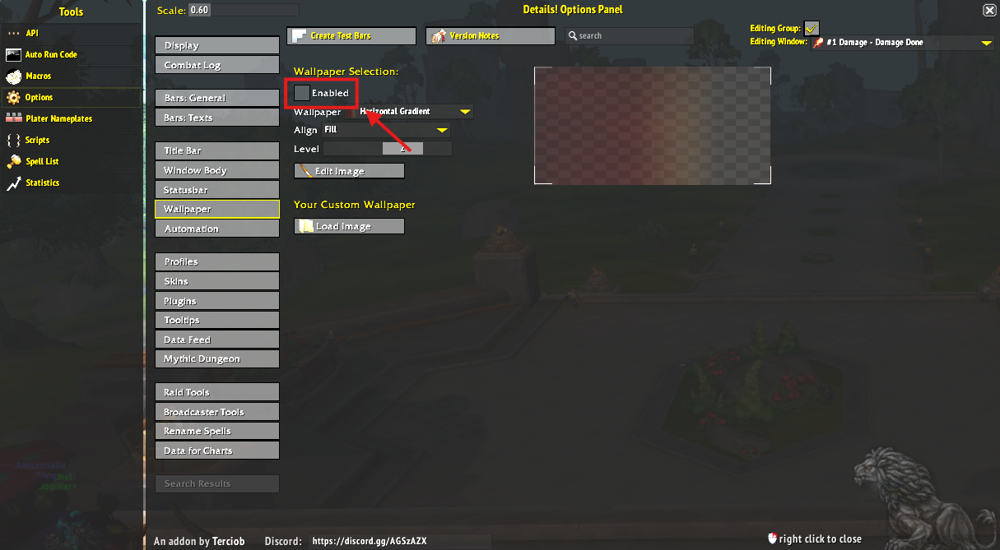 Tools
API
Auto Run Code
Macros
Options
Plater Nameplates
Scripts
Spell List
Statistics
Scale: 0.60
Details! Options Panel
Display
Combat Log
Bars: General
Bars: Texts
Title Bar
Window Body
Statusbar
Wallpaper
Automation
Profiles
Skins
Plugins
Tooltips
Data Feed
Mythic Dungeon
Raid Tools
Broadcaster Tools
Rename Spells
Data for Charts
Search Results
Create Test Bars
Version Notes
search
Editing Group:
Editing Window: #1 Damage - Damage Done
Wallpaper Selection:
Enabled
Wallpaper Horizontal Gradient
Align Fill
Level
Edit Image
Your Custom Wallpaper
Load Image
An addon by Terciob Discord: https://discord.gg/AGSzAZX
right click to close